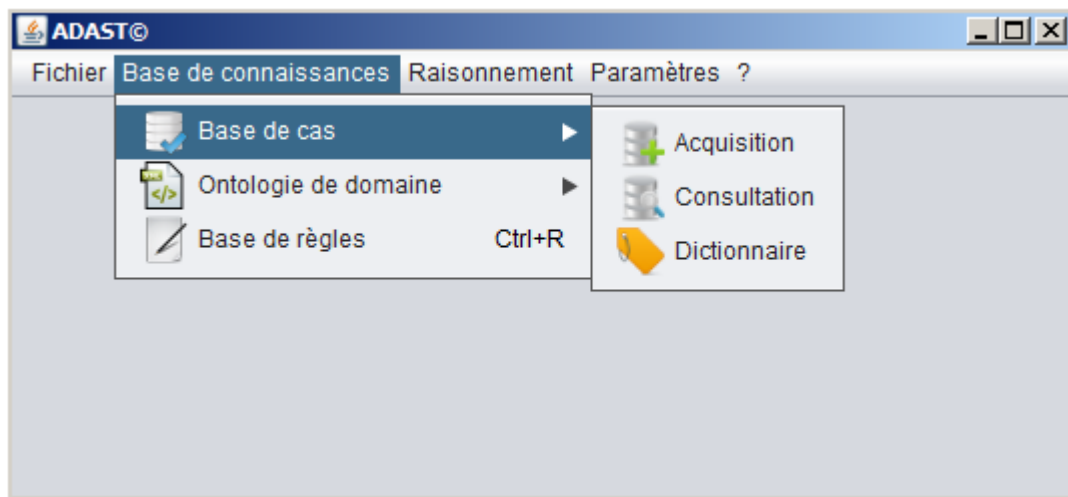 ADAST©
Fichier Base de connaissances Raisonnement Paramètres ?
Base de cas
Ontologie de domaine
Base de règles Ctrl+R
Acquisition
Consultation
Dictionnaire